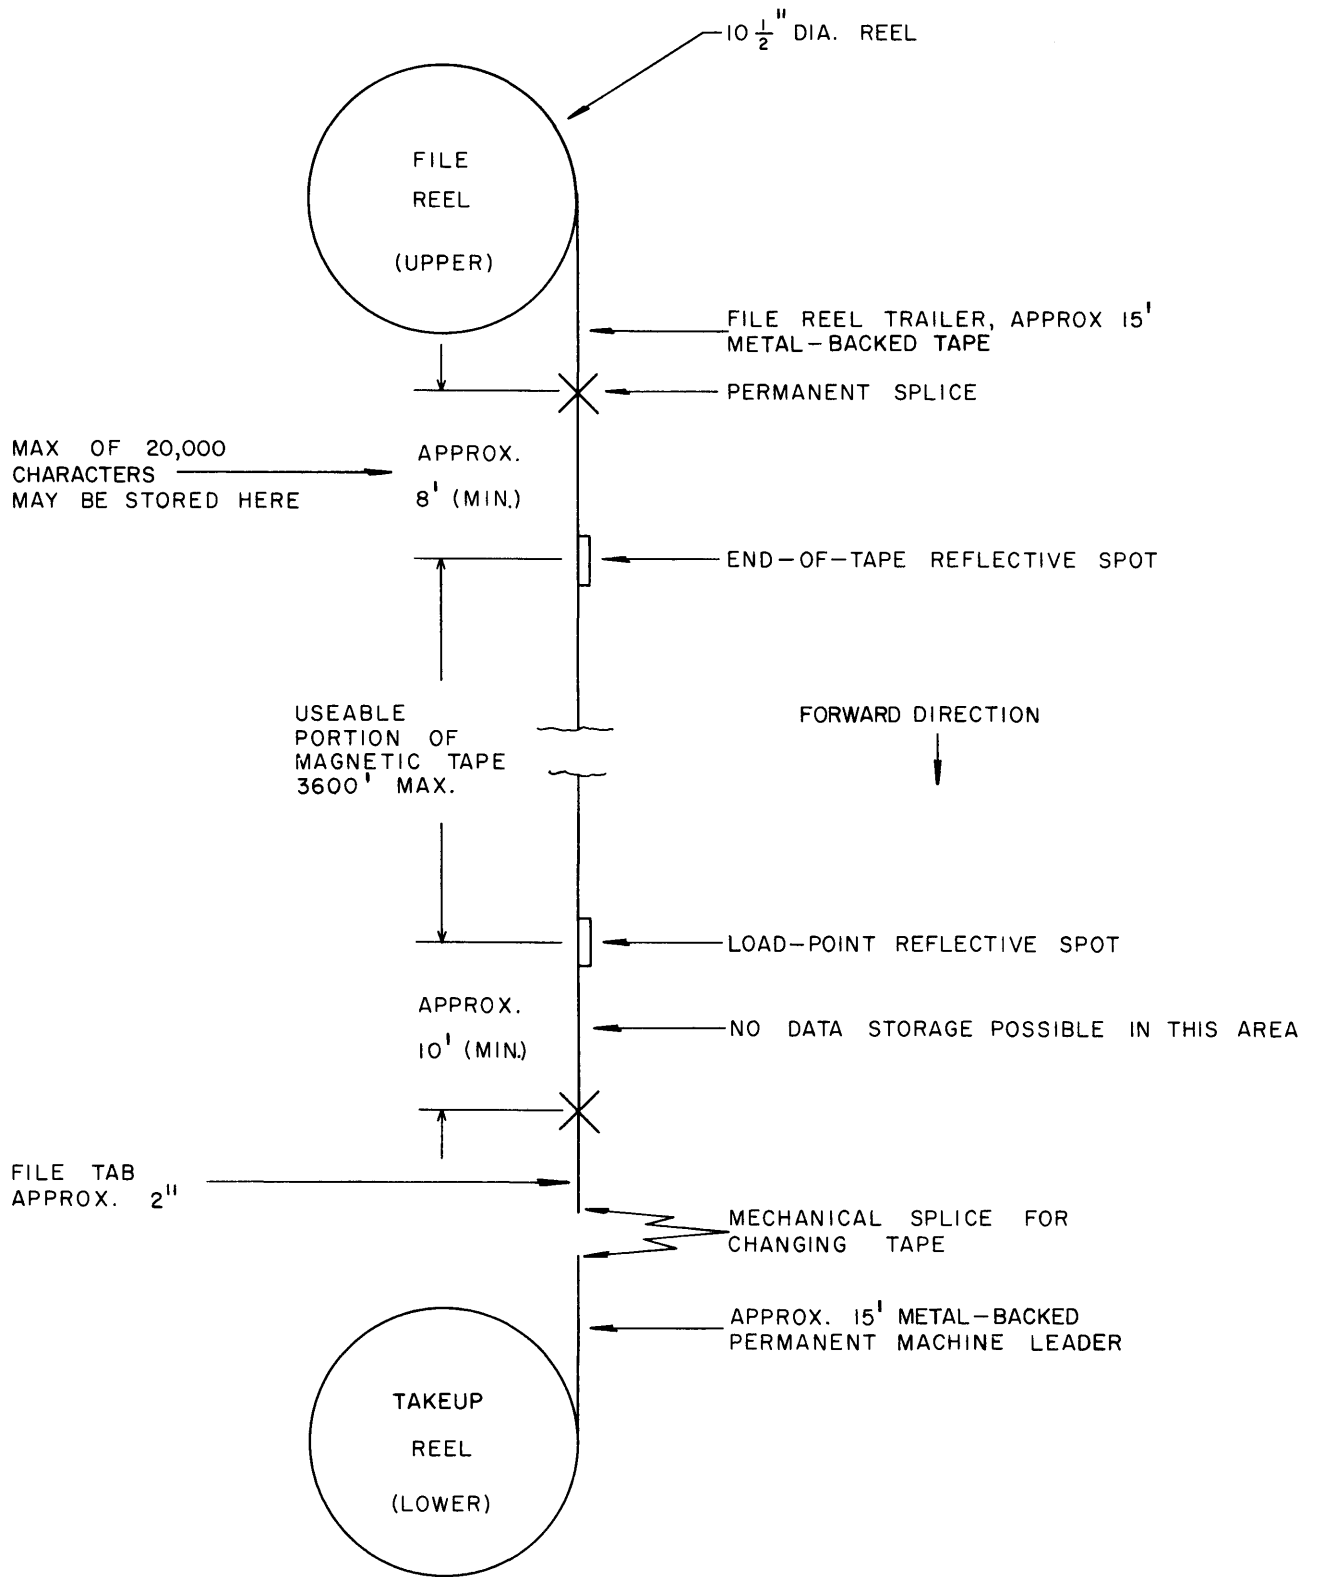 10 1/2" DIA. REEL
FILE
REEL
(UPPER)
FILE REEL TRAILER, APPROX 15'
METAL-BACKED TAPE
PERMANENT SPLICE
MAX OF 20,000
CHARACTERS
MAY BE STORED HERE
APPROX.
8' (MIN.)
END-OF-TAPE REFLECTIVE SPOT
USEABLE
PORTION OF
MAGNETIC TAPE
3600' MAX.
FORWARD DIRECTION
LOAD-POINT REFLECTIVE SPOT
APPROX.
10' (MIN.)
NO DATA STORAGE POSSIBLE IN THIS AREA
FILE TAB
APPROX. 2"
MECHANICAL SPLICE FOR
CHANGING TAPE
APPROX. 15' METAL-BACKED
PERMANENT MACHINE LEADER
TAKEUP
REEL
(LOWER)